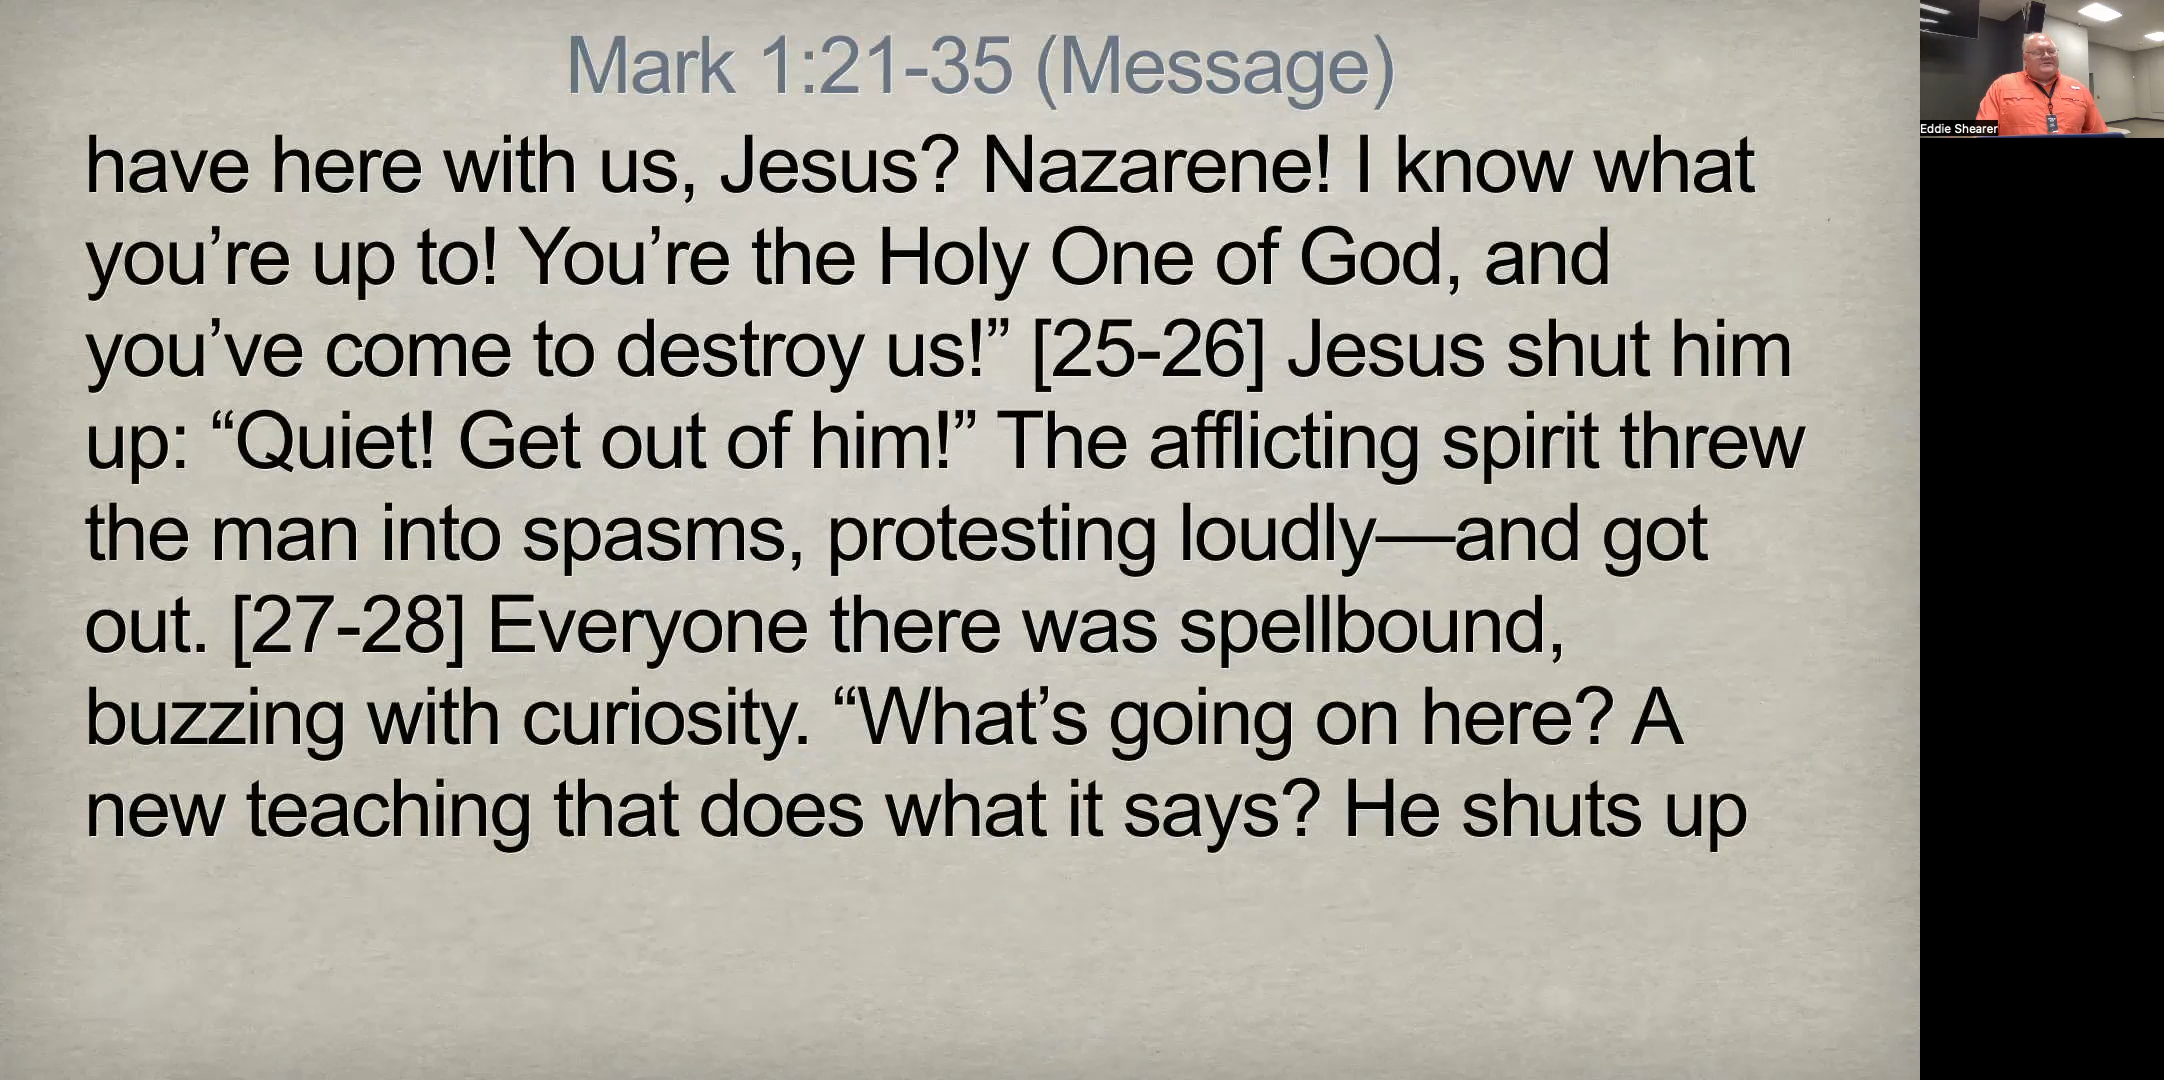 Mark 1:21-35 (Message)
have here with us, Jesus? Nazarene! I know what
you’re up to! You’re the Holy One of God, and
you’ve come to destroy us!” [25-26] Jesus shut him
up: “Quiet! Get out of him!” The afflicting spirit threw
the man into spasms, protesting loudly—and got
out. [27-28] Everyone there was spellbound,
buzzing with curiosity. “What’s going on here? A
new teaching that does what it says? He shuts up
Eddie Shearer